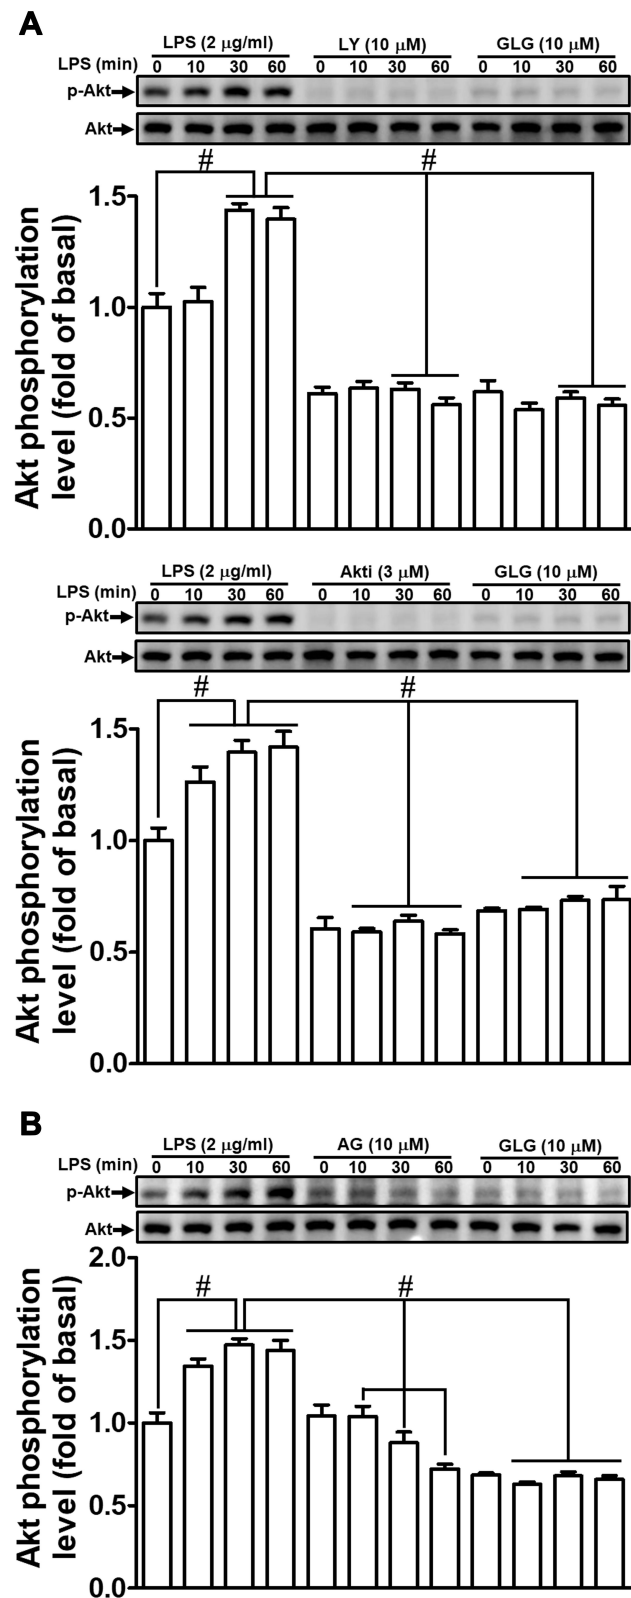 A
LPS (2 μg/ml) LY (10 μM) GLG (10 μM)
LPS (min) 0 10 30 60 0 10 30 60 0 10 30 60
p-Akt
Akt
# #
Akt phosphorylation
level (fold of basal)
1.5
1.0
0.5
0.0
LPS (2 μg/ml) Akti (3 μM) GLG (10 μM)
LPS (min) 0 10 30 60 0 10 30 60 0 10 30 60
p-Akt
Akt
# #
Akt phosphorylation
level (fold of basal)
1.5
1.0
0.5
0.0
B
LPS (2 μg/ml) AG (10 μM) GLG (10 μM)
LPS (min) 0 10 30 60 0 10 30 60 0 10 30 60
p-Akt
Akt
# #
Akt phosphorylation
level (fold of basal)
2.0
1.5
1.0
0.5
0.0